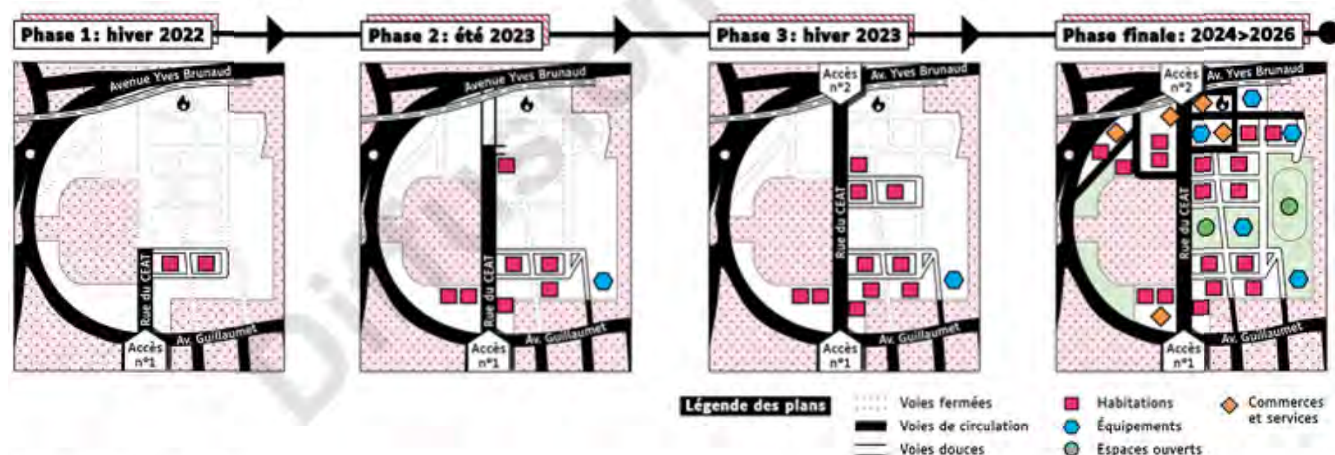 Phase 1: hiver 2022
Phase 2: été 2023
Phase 3: hiver 2023
Phase finale: 2024>2026
Avenue Yves Brunaud
Rue du CEAT
Av. Guillaumet
Accès
n°1
Avenue Yves Brunaud
Rue du CEAT
Av. Guillaumet
Accès
n°1
Accès
n°2
Av. Yves Brunaud
Rue du CEAT
Av. Guillaumet
Accès
n°1
Accès
n°2
Av. Yves Brunaud
Rue du CEAT
Av. Guillaumet
Accès
n°1
Légende des plans
Voies fermées
Voies de circulation
Voies douces
Habitations
Équipements
Espaces ouverts
Commerces
et services